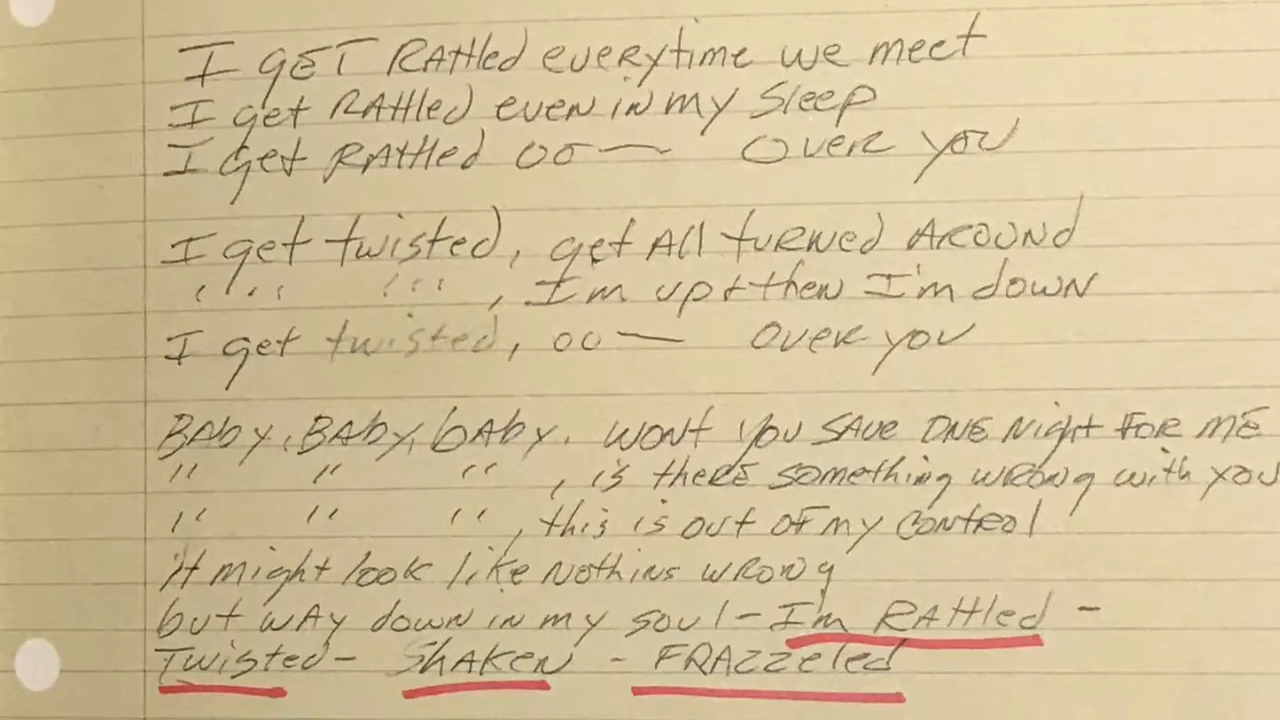 I GET RAttled everytime we meet
I get RAttled even in my Sleep
I get RAttled oo — OVER you
I get twisted, get All turned AROUND
" " " , I'm up + then I'm down
I get twisted, oo — OVER you
BAby, BAby, bAby. wont you SAVE ONE Night FOR ME
" " " , is there something wrong with you
" " " , this is out of my control
It might look like Nothins wrong
but wAy down in my soul - I'm RAttled -
Twisted - SHAKEN - FRAZZeled